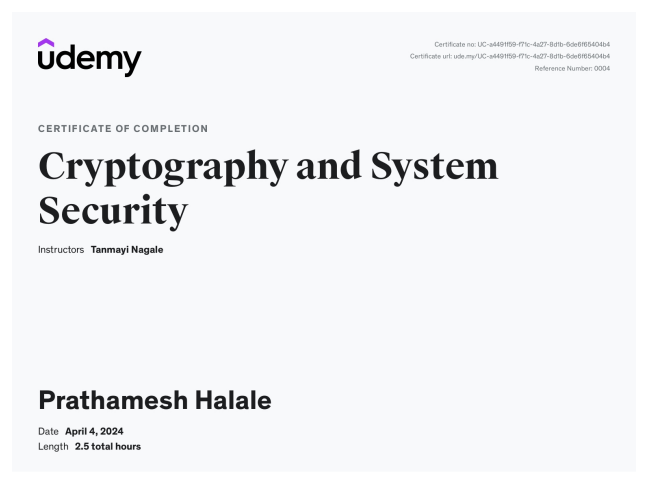 udemy
Certificate no: UC-a4491f59-f71c-4a27-8d1b-6de6f65404b4
Certificate url: ude.my/UC-a4491f59-f71c-4a27-8d1b-6de6f65404b4
Reference Number: 0004
CERTIFICATE OF COMPLETION
Cryptography and System
Security
Instructors Tanmayi Nagale
Prathamesh Halale
Date April 4, 2024
Length 2.5 total hours